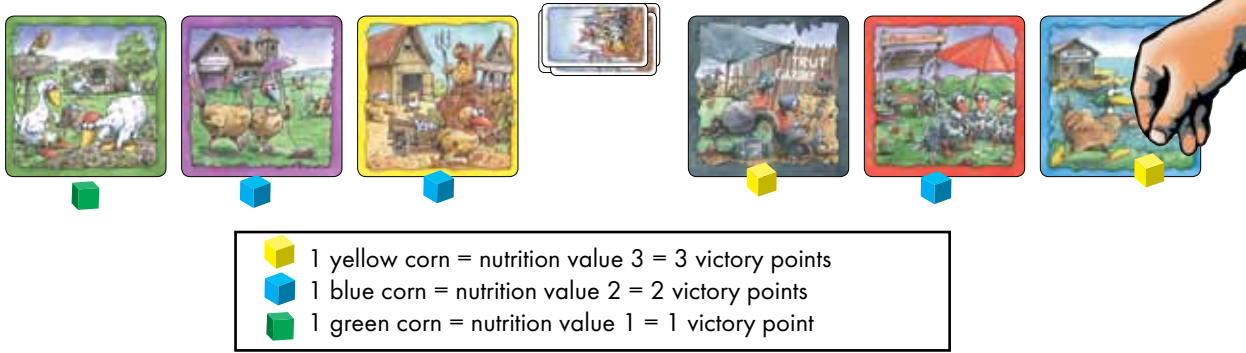 1 yellow corn = nutrition value 3 = 3 victory points
1 blue corn = nutrition value 2 = 2 victory points
1 green corn = nutrition value 1 = 1 victory point